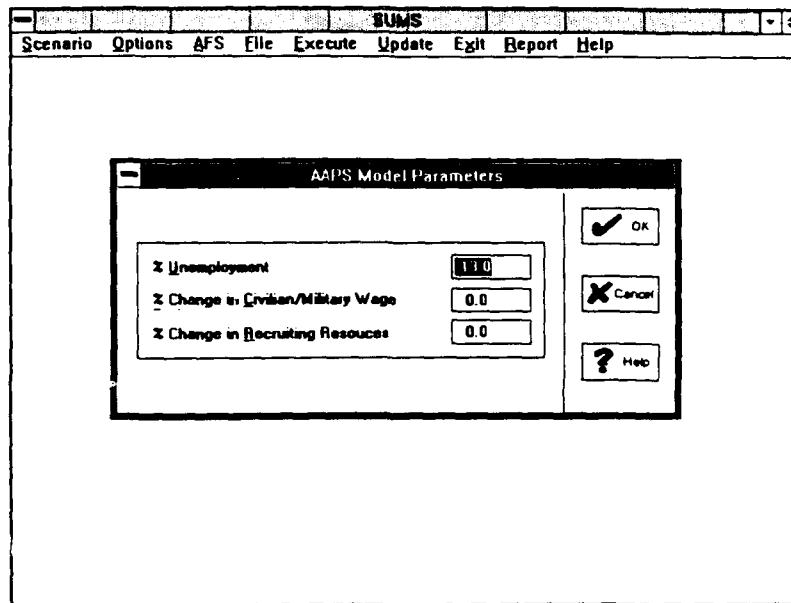 SUMS
Scenario Options AFS File Execute Update Exit Report Help
AAPS Model Parameters
OK
% Unemployment
% Change in Civilian/Military Wage 0.0
Cancel
% Change in Recruiting Resouces 0.0
? Help